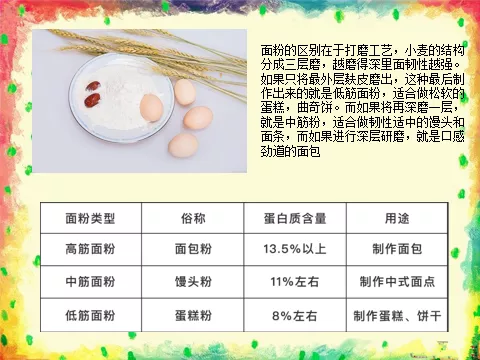 面粉的区别在于打磨工艺，小麦的结构
分成三层磨，越磨得深里面韧性越强。
如果只将最外层麸皮磨出，这种最后制
作出来的就是低筋面粉，适合做松软的
蛋糕，曲奇饼。而如果将再深磨一层，
就是中筋粉，适合做韧性适中的馒头和
面条，而如果进行深层研磨，就是口感
劲道的面包
面粉类型 俗称 蛋白质含量 用途
高筋面粉 面包粉 13.5%以上 制作面包
中筋面粉 馒头粉 11%左右 制作中式面点
低筋面粉 蛋糕粉 8%左右 制作蛋糕、饼干